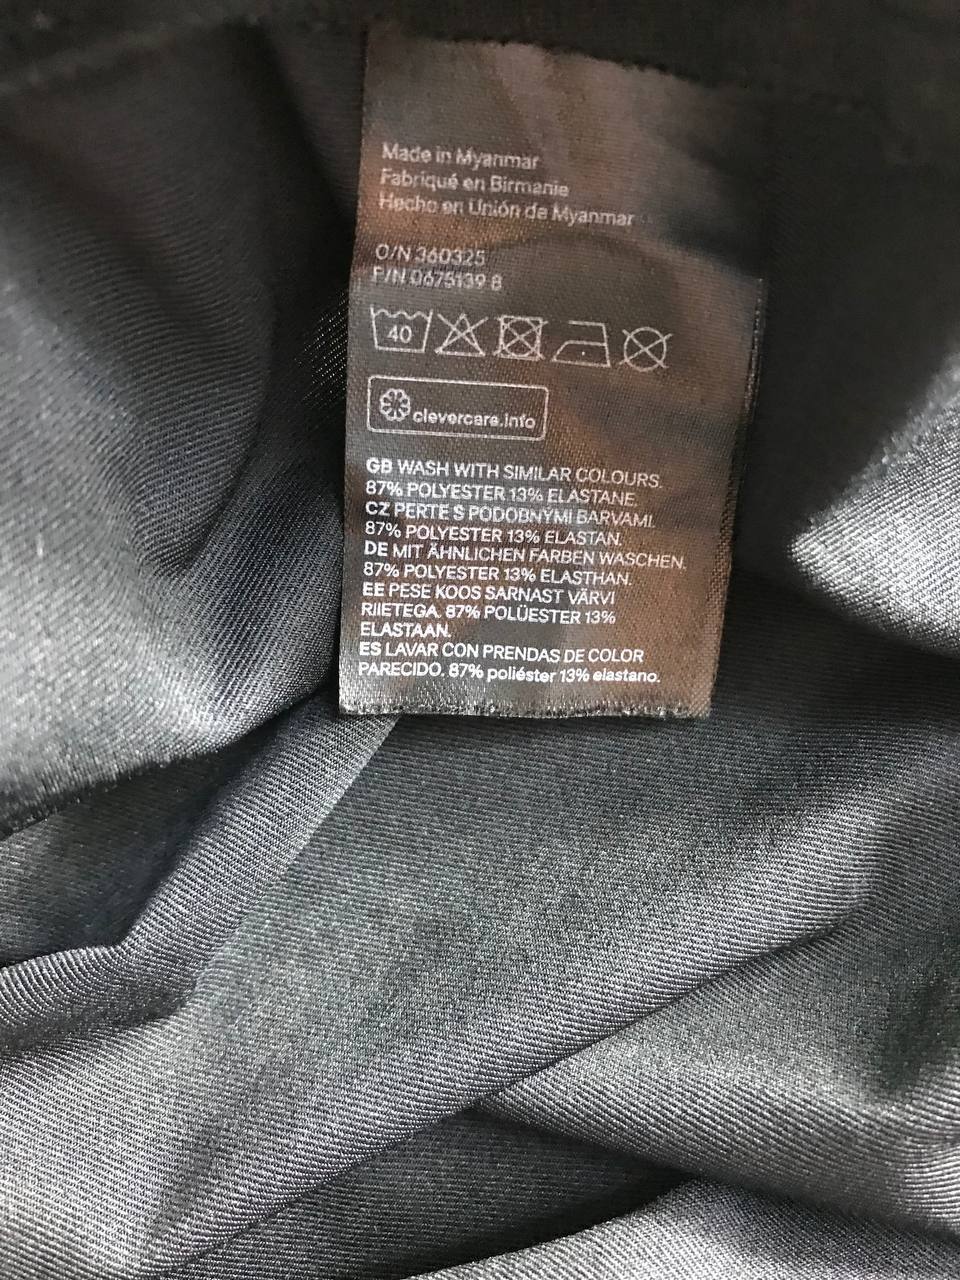 Made in Myanmar
Fabriqué en Birmanie
Hecho en Unión de Myanmar
O/N 360325
P/N 0675139 8
40
clevercare.info
GB WASH WITH SIMILAR COLOURS.
87% POLYESTER 13% ELASTANE.
CZ PERTE S PODOBNÝMI BARVAMI.
87% POLYESTER 13% ELASTAN.
DE MIT ÄHNLICHEN FARBEN WASCHEN.
87% POLYESTER 13% ELASTHAN.
EE PESE KOOS SARNAST VÄRVI
RIIETEGA. 87% POLÜESTER 13%
ELASTAAN.
ES LAVAR CON PRENDAS DE COLOR
PARECIDO. 87% poliéster 13% elastano.